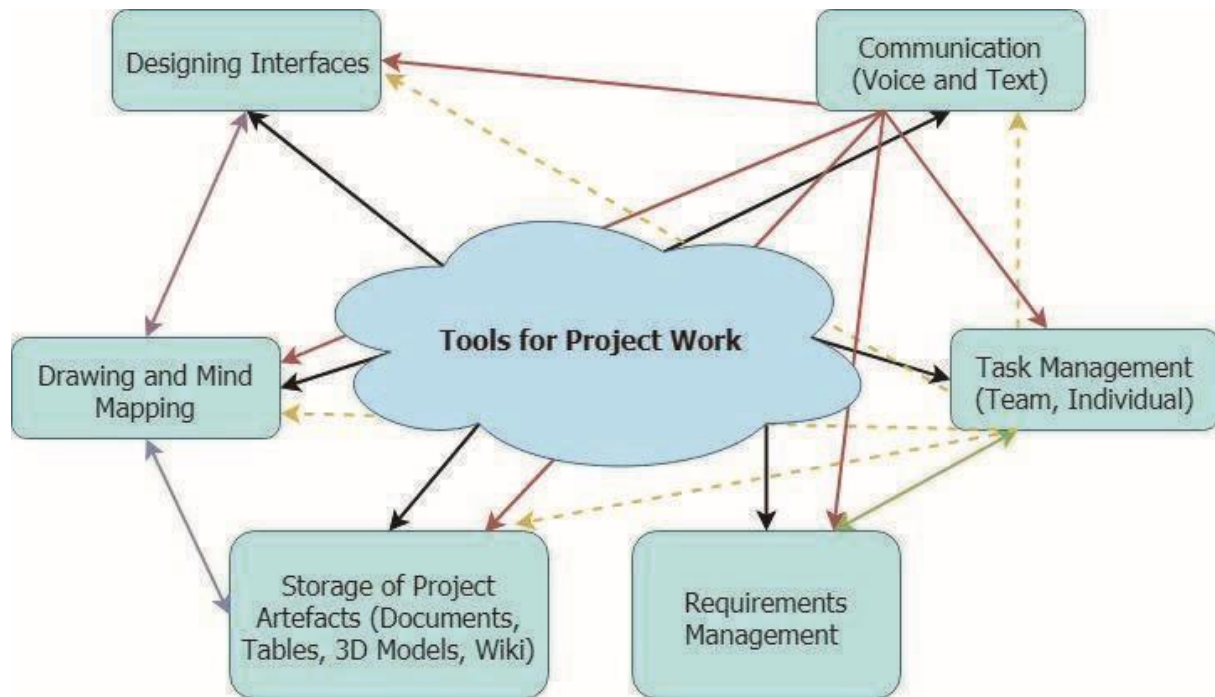 Designing Interfaces
Communication
(Voice and Text)
Tools for Project Work
Drawing and Mind
Mapping
Task Management
(Team, Individual)
Storage of Project
Artefacts (Documents,
Tables, 3D Models, Wiki)
Requirements
Management